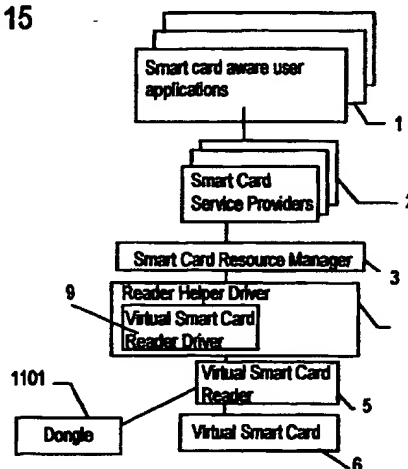 15
Smart card aware user
applications
1
Smart Card
Service Providers
2
Smart Card Resource Manager
3
Reader Helper Driver
9
Virtual Smart Card
Reader Driver
1101
Virtual Smart Card
Reader
5
Dongle
Virtual Smart Card
6